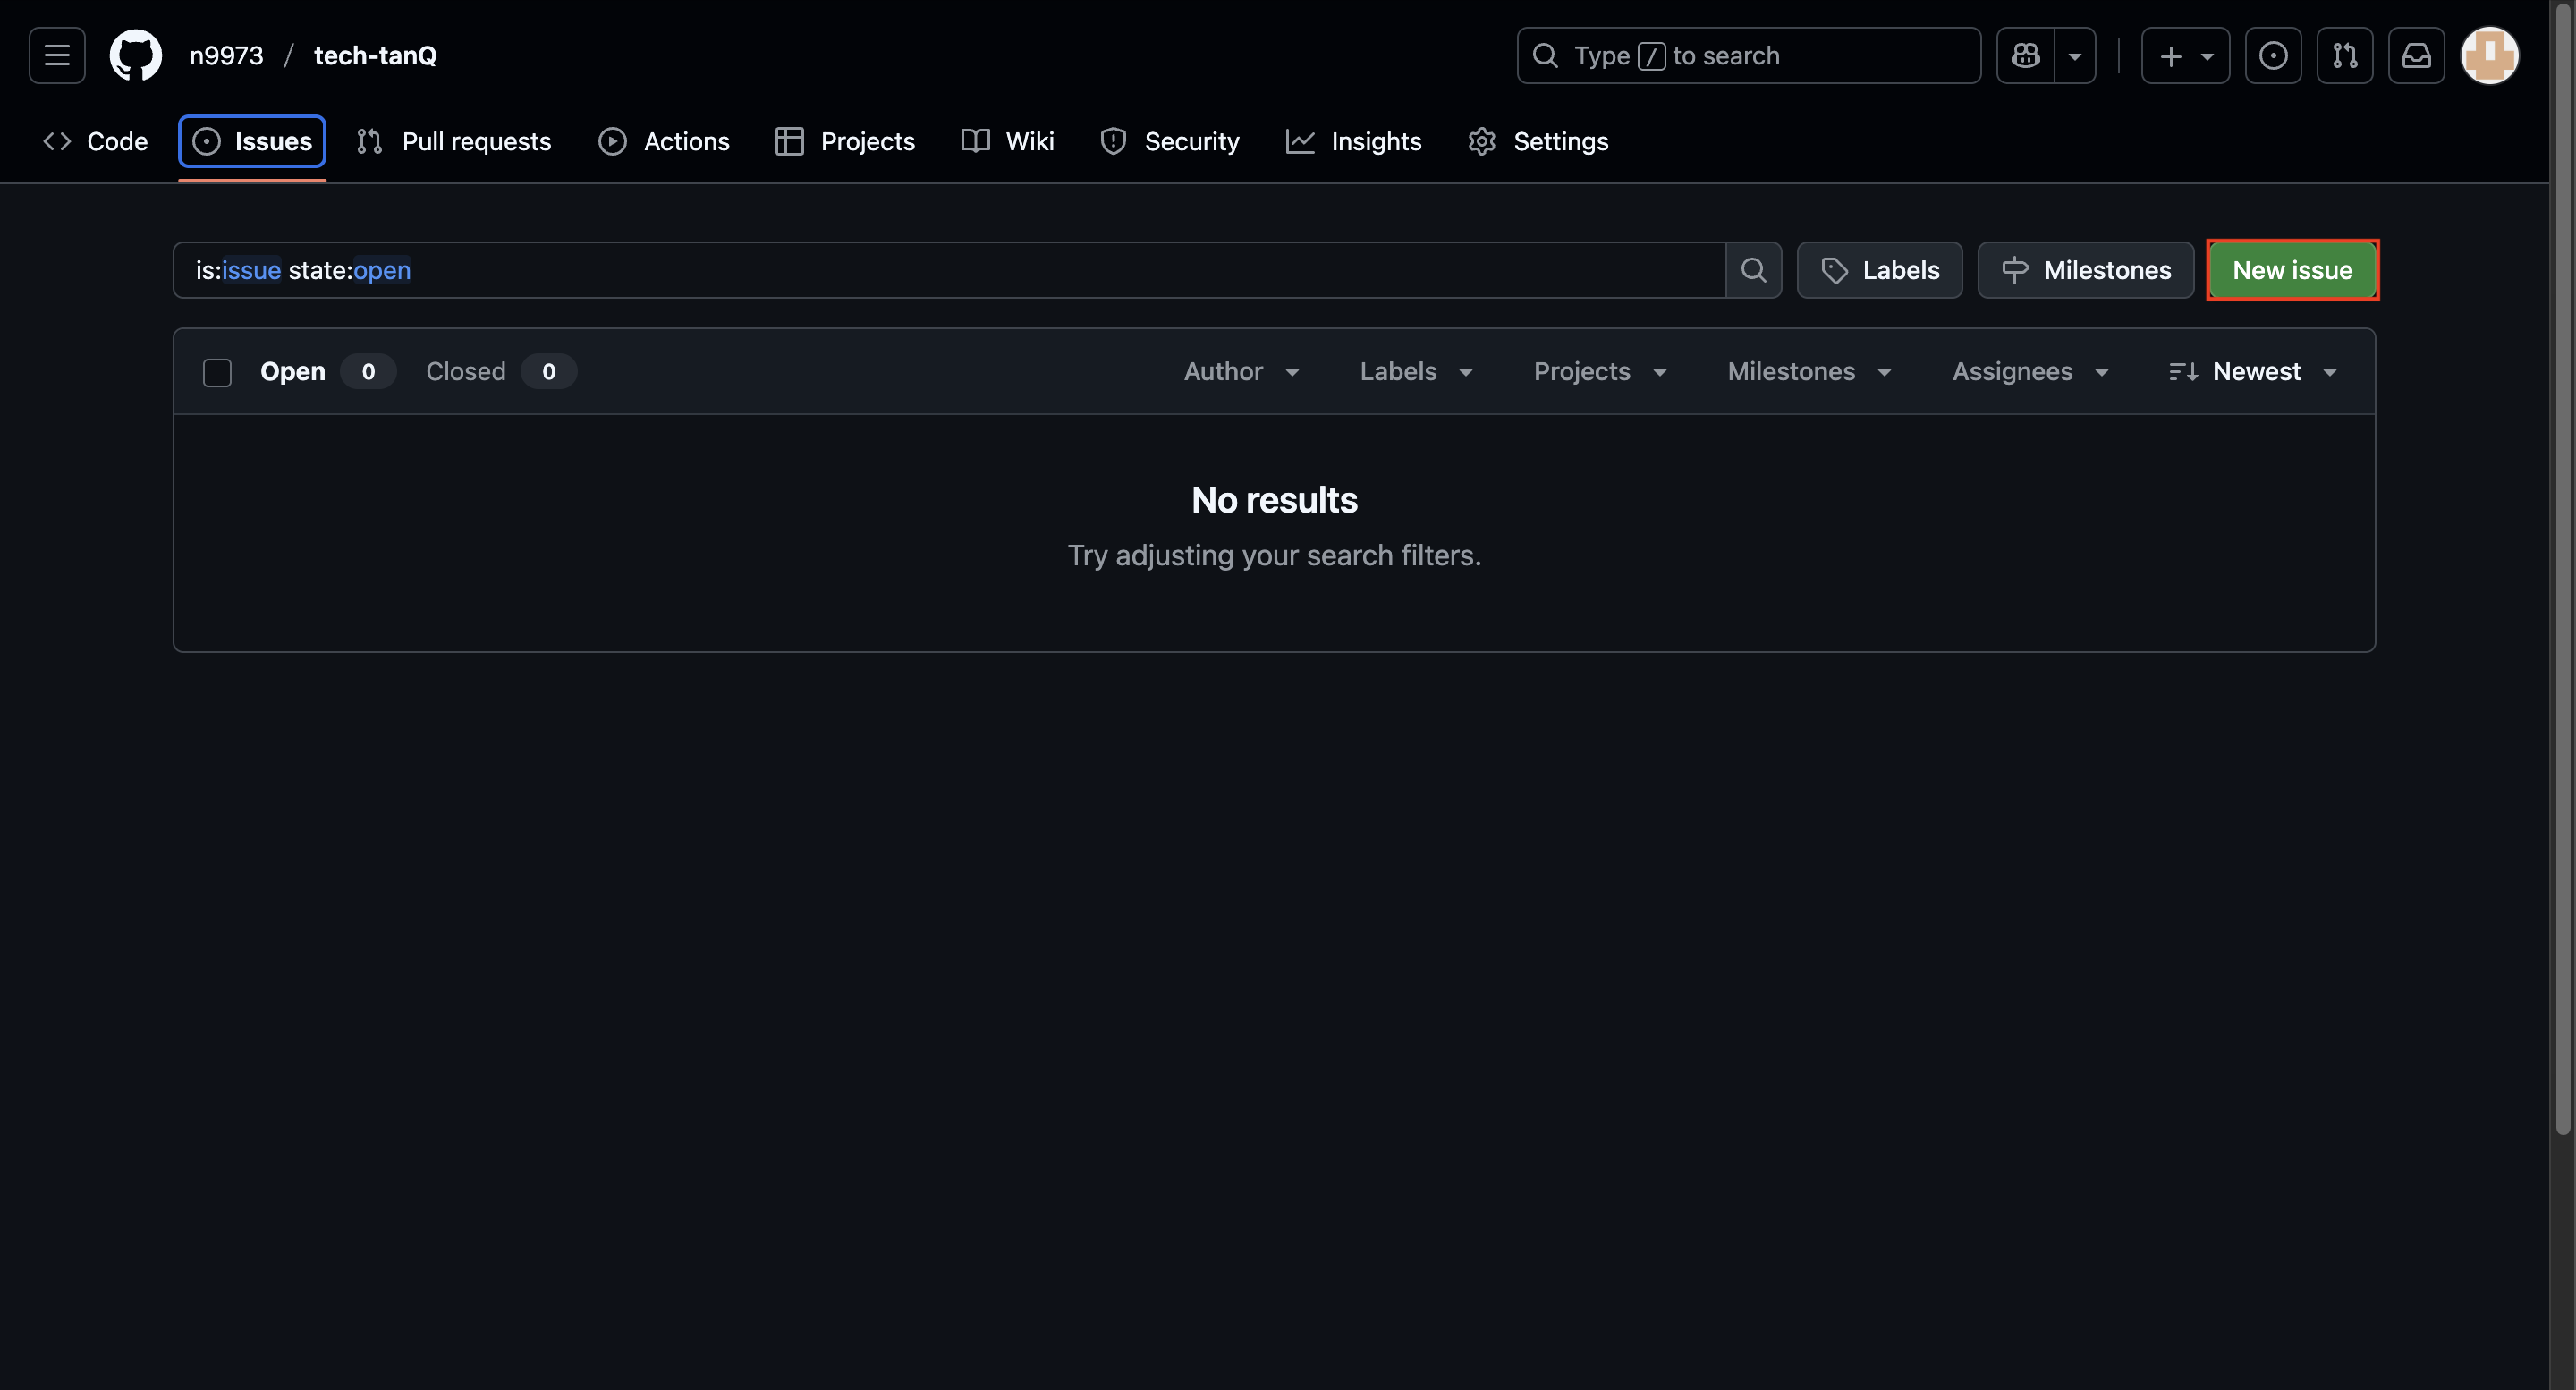 n9973 / tech-tanQ
Type / to search
Code Issues Pull requests Actions Projects Wiki Security Insights Settings
is:issue state:open
Labels Milestones New issue
Open 0 Closed 0 Author Labels Projects Milestones Assignees Newest
No results
Try adjusting your search filters.